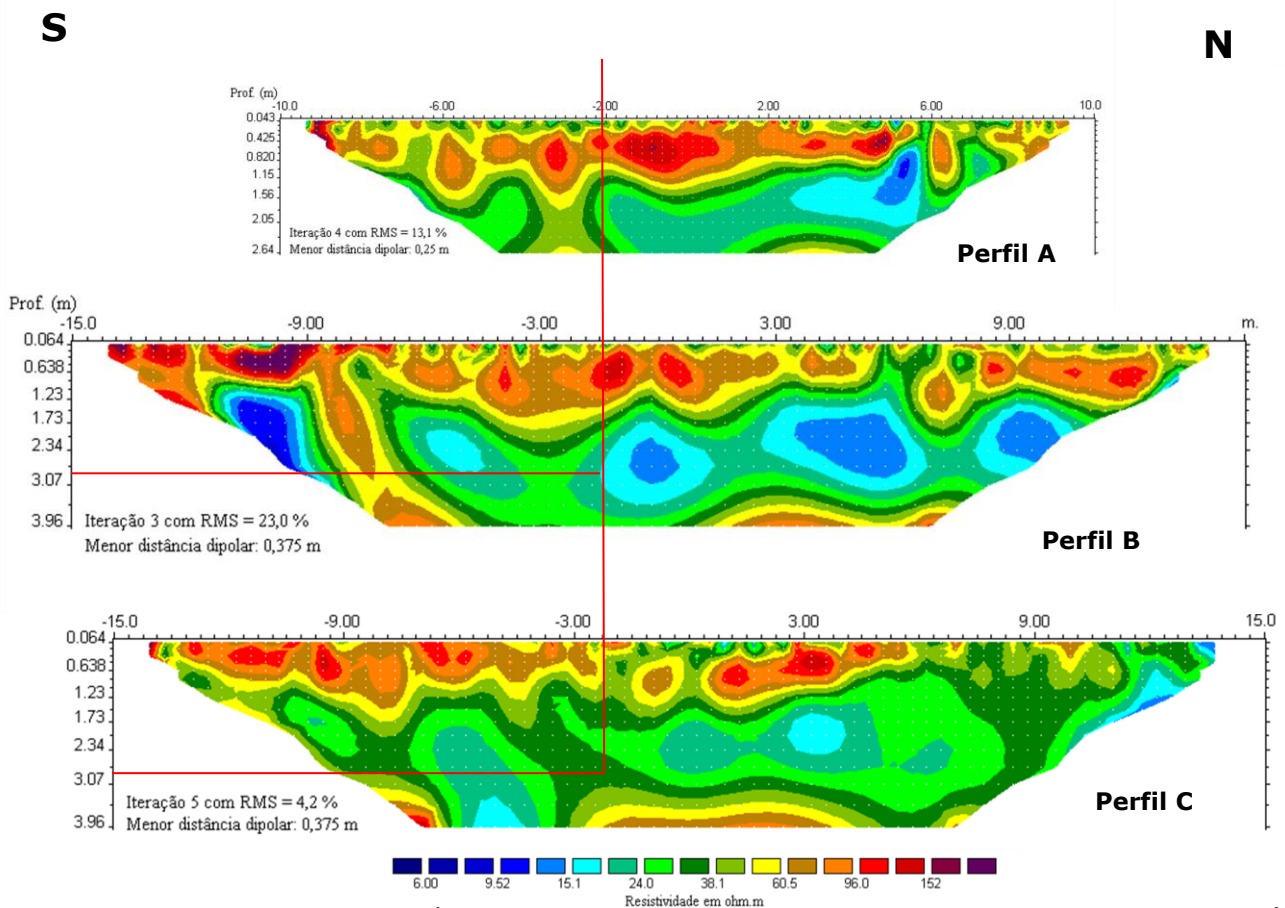 S
N
Prof. (m)
-10.0 -6.00 -2.00 2.00 6.00 10.0
0.043
0.425
0.820
1.15
1.56
2.05
2.64
Iteração 4 com RMS = 13,1 %
Menor distância dipolar: 0,25 m
Perfil A
Prof. (m)
-15.0 -9.00 -3.00 3.00 9.00 m.
0.064
0.638
1.23
1.73
2.34
3.07
3.96
Iteração 3 com RMS = 23,0 %
Menor distância dipolar: 0,375 m
Perfil B
-15.0 -9.00 -3.00 3.00 9.00 15.0
0.064
0.638
1.23
1.73
2.34
3.07
3.96
Iteração 5 com RMS = 4,2 %
Menor distância dipolar: 0,375 m
Perfil C
6.00 9.52 15.1 24.0 38.1 60.5 96.0 152
Resistividade em ohm.m